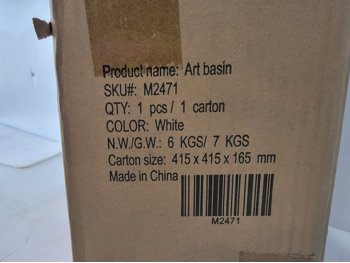 Product name: Art basin
SKU#: M2471
QTY: 1 pcs / 1 carton
COLOR: White
N.W./G.W.: 6 KGS/ 7 KGS
Carton size: 415 x 415 x 165 mm
Made in China
M2471